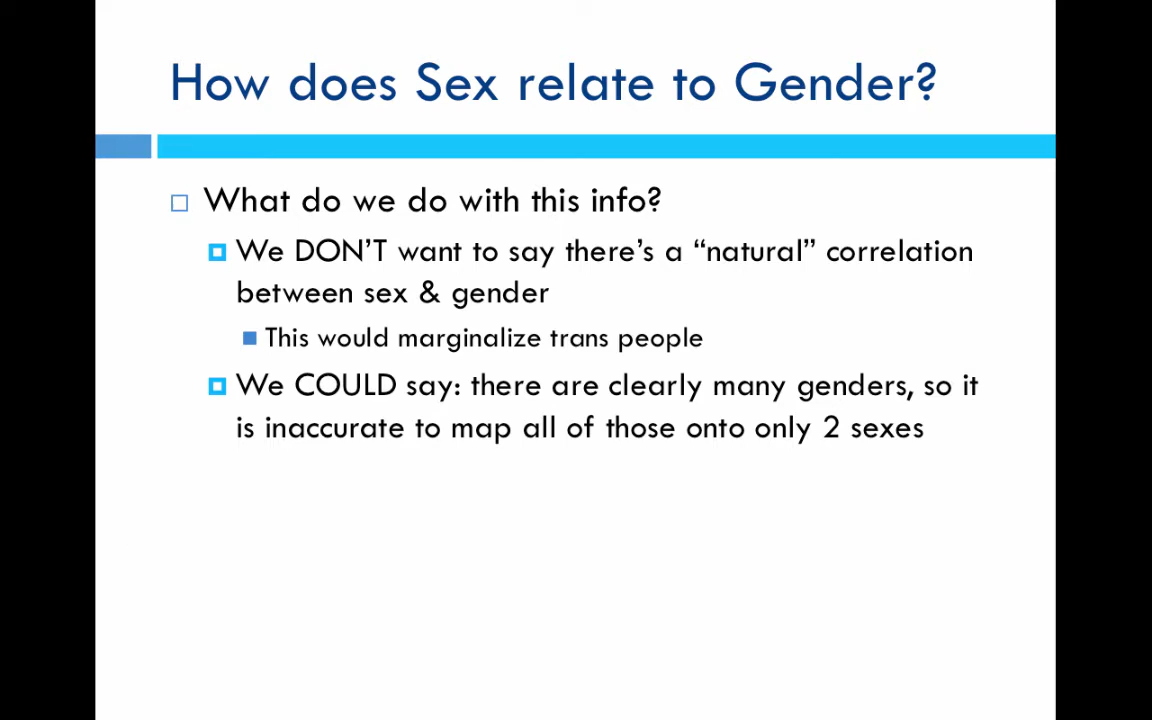 How does Sex relate to Gender?
What do we do with this info?
We DON’T want to say there’s a “natural” correlation
between sex & gender
This would marginalize trans people
We COULD say: there are clearly many genders, so it
is inaccurate to map all of those onto only 2 sexes